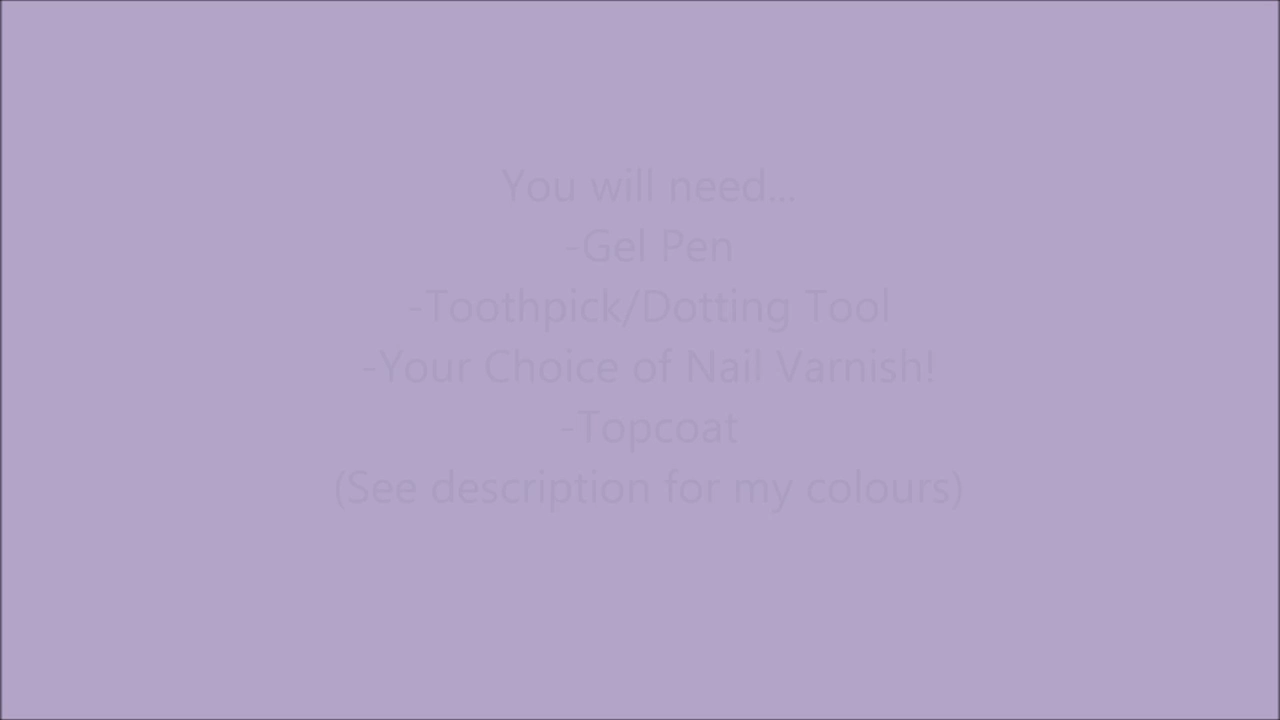 You will need...
-Gel Pen
-Toothpick/Dotting Tool
-Your Choice of Nail Varnish!
-Topcoat
(See description for my colours)